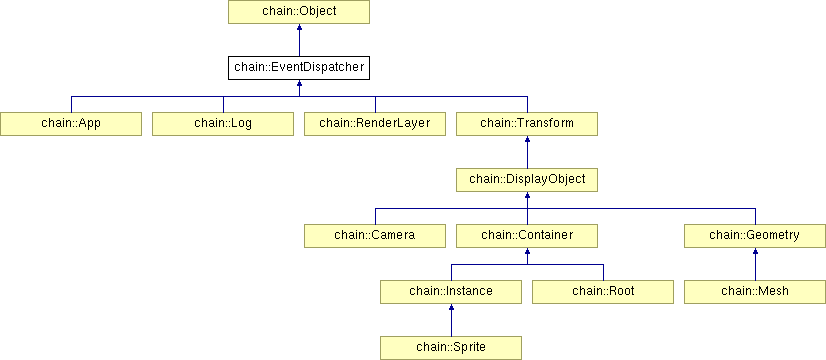 chain::Object
chain::EventDispatcher
chain::App
chain::Log
chain::RenderLayer
chain::Transform
chain::DisplayObject
chain::Camera
chain::Container
chain::Geometry
chain::Instance
chain::Root
chain::Mesh
chain::Sprite